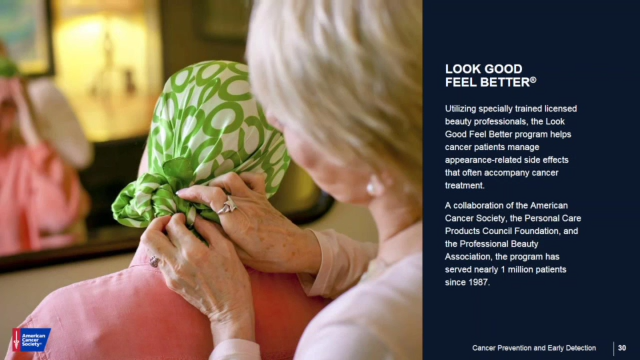 LOOK GOOD
FEEL BETTER®
Utilizing specially trained licensed
beauty professionals, the Look
Good Feel Better program helps
cancer patients manage
appearance-related side effects
that often accompany cancer
treatment.
A collaboration of the American
Cancer Society, the Personal Care
Products Council Foundation, and
the Professional Beauty
Association, the program has
served nearly 1 million patients
since 1987.
American
Cancer
Society®
Cancer Prevention and Early Detection 30